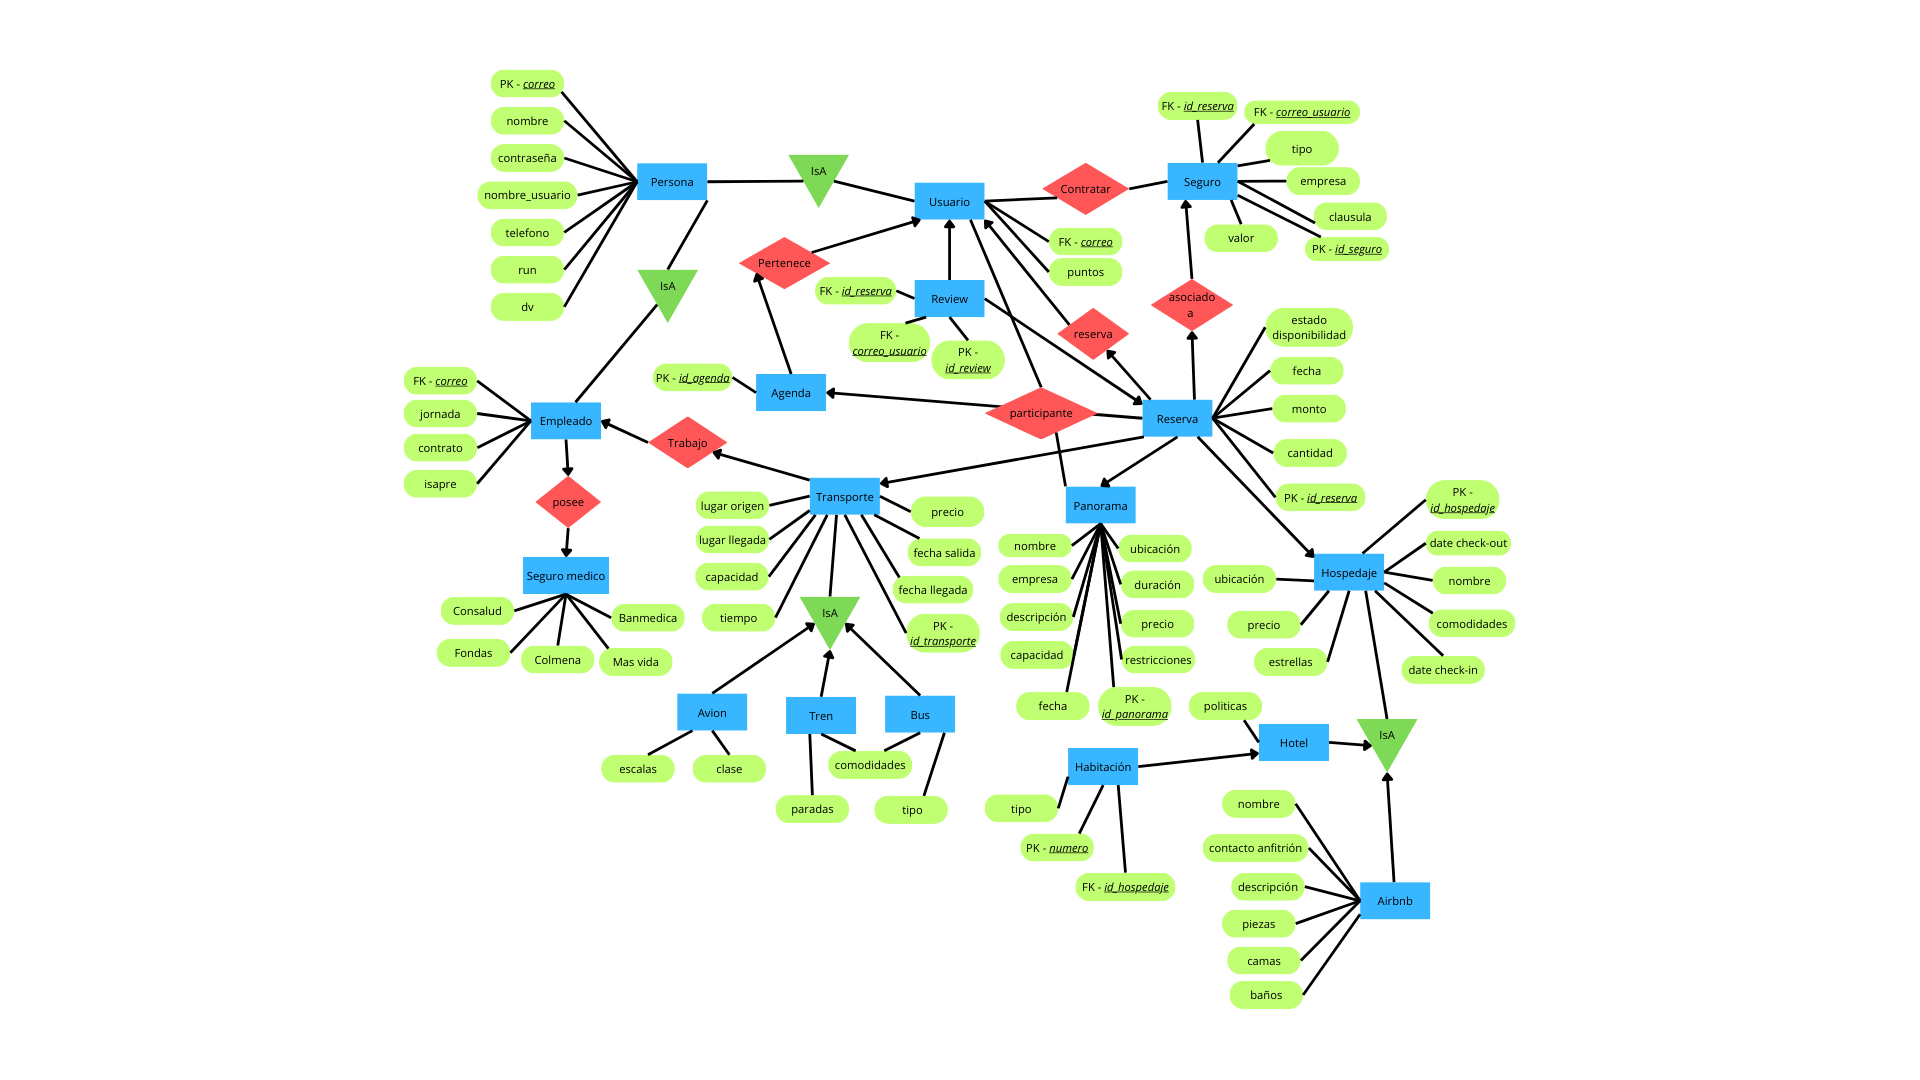 PK - correo
nombre
contraseña
nombre_usuario
telefono
run
dv
Persona
IsA
IsA
Usuario
Contratar
Seguro
FK - id_reserva
FK - correo_usuario
tipo
empresa
clausula
PK - id_seguro
valor
FK - correo
puntos
Pertenece
Review
FK - id_reserva
FK -
correo_usuario
PK -
id_review
reserva
asociado
a
estado
disponibilidad
fecha
monto
cantidad
PK - id_reserva
PK - id_agenda
Agenda
participante
Reserva
FK - correo
jornada
contrato
isapre
Empleado
Trabajo
posee
Seguro medico
Consalud
Fondas
Colmena
Mas vida
Banmedica
Transporte
lugar origen
lugar llegada
capacidad
tiempo
precio
fecha salida
fecha llegada
PK -
id_transporte
IsA
Avion
Tren
Bus
escalas
clase
comodidades
paradas
tipo
Panorama
nombre
empresa
descripción
capacidad
fecha
ubicación
duración
precio
restricciones
PK -
id_panorama
Hospedaje
PK -
id_hospedaje
date check-out
nombre
comodidades
date check-in
ubicación
precio
estrellas
politicas
Hotel
IsA
Habitación
tipo
PK - numero
FK - id_hospedaje
nombre
contacto anfitrión
descripción
piezas
camas
baños
Airbnb